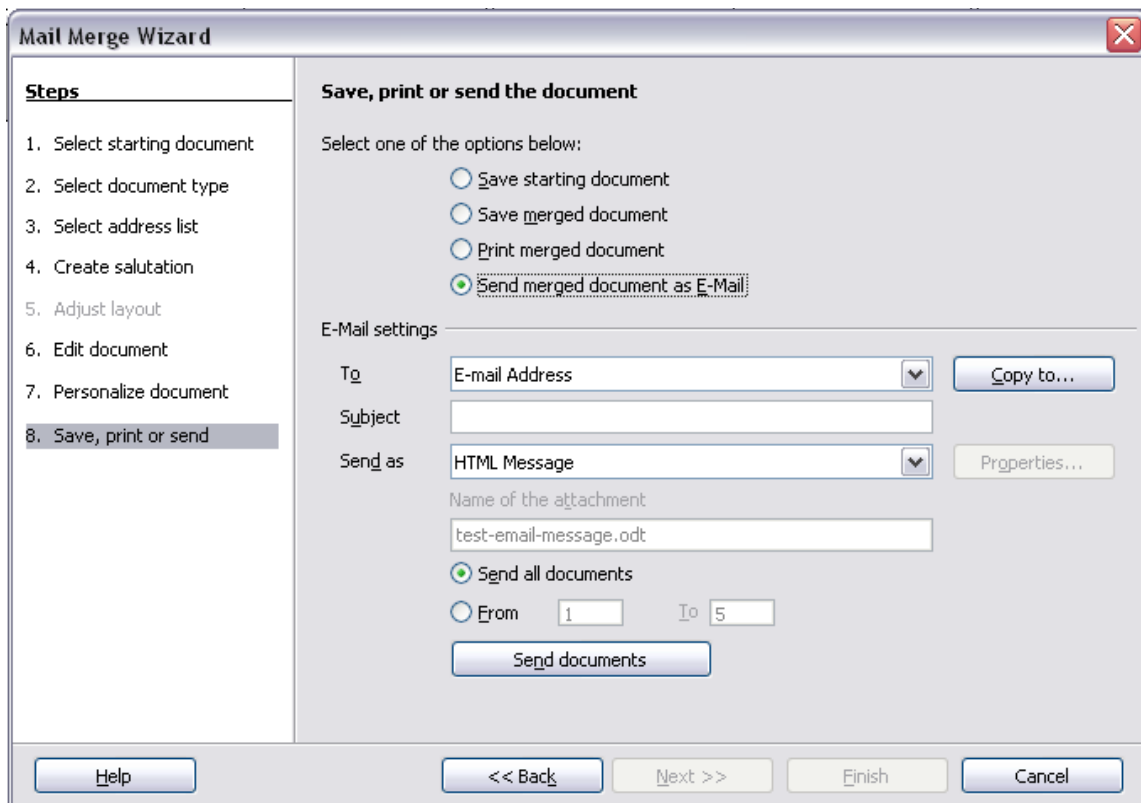 Mail Merge Wizard
Steps
1. Select starting document
2. Select document type
3. Select address list
4. Create salutation
5. Adjust layout
6. Edit document
7. Personalize document
8. Save, print or send
Save, print or send the document
Select one of the options below:
Save starting document
Save merged document
Print merged document
Send merged document as E-Mail
E-Mail settings
To E-mail Address Copy to...
Subject
Send as HTML Message Properties...
Name of the attachment
test-email-message.odt
Send all documents
From 1 To 5
Send documents
Help << Back Next >> Finish Cancel